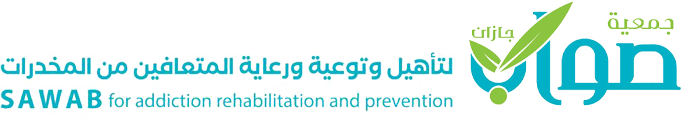 جمعية
صواب
جازان
لتأهيل وتوعية ورعاية المتعافين من المخدرات
SAWAB for addiction rehabilitation and prevention